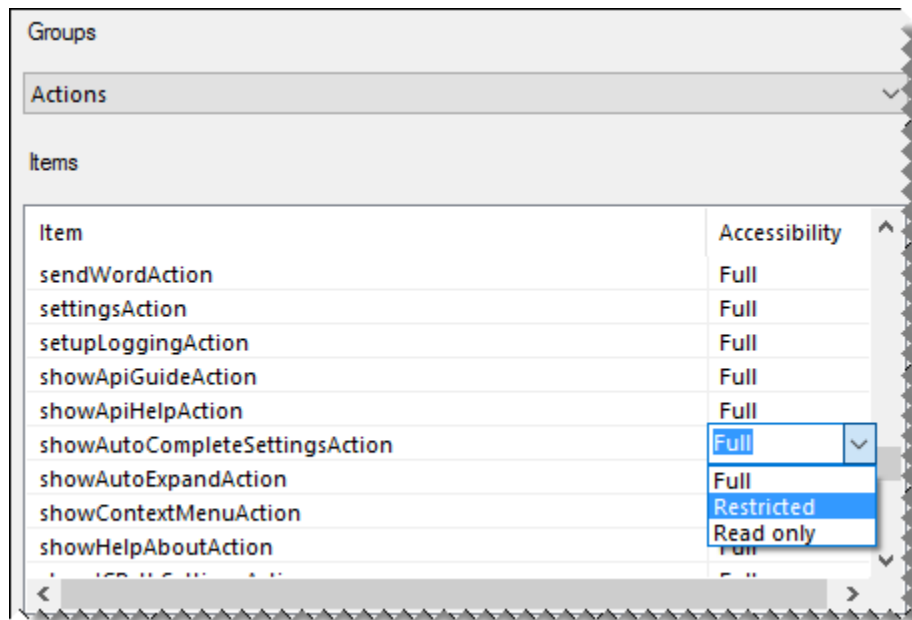 Groups
Actions
Items
Item Accessibility
sendWordAction Full
settingsAction Full
setupLoggingAction Full
showApiGuideAction Full
showApiHelpAction Full
showAutoCompleteSettingsAction Full
showAutoExpandAction Full
showContextMenuAction Restricted
showHelpAboutAction Read only